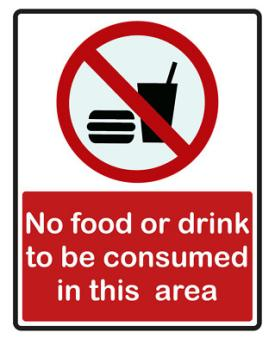 No food or drink
to be consumed
in this area